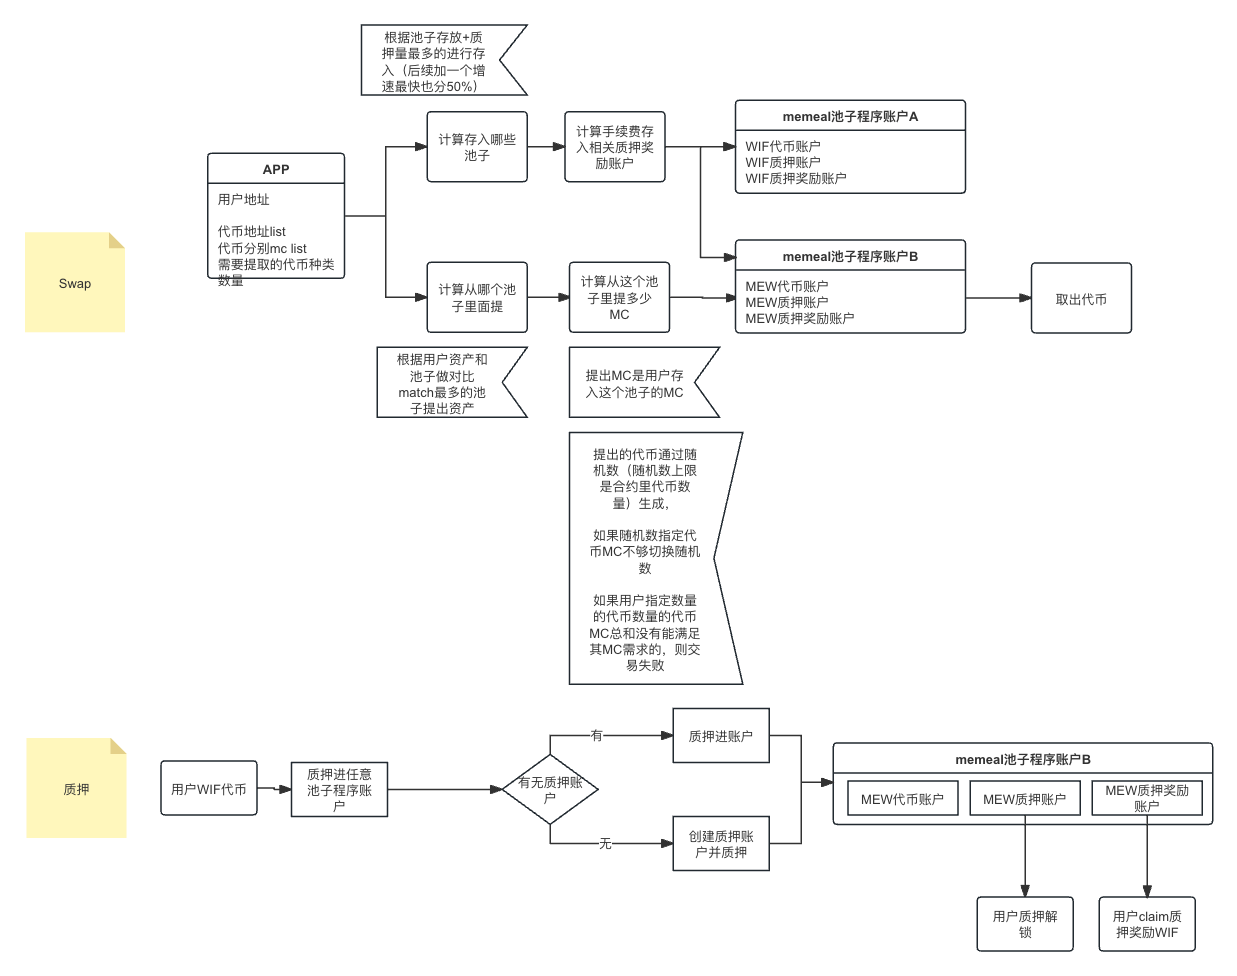 根据池子存放+质
押量最多的进行存
入（后续加一个增
速最快也分50%）
计算存入哪些
池子
计算手续费存
入相关质押奖
励账户
memeal池子程序账户A
WIF代币账户
WIF质押账户
WIF质押奖励账户
APP
用户地址
代币地址list
代币分别mc list
需要提取的代币种类
数量
Swap
计算从哪个池
子里面提
计算从这个池
子里提多少
MC
memeal池子程序账户B
MEW代币账户
MEW质押账户
MEW质押奖励账户
取出代币
根据用户资产和
池子做对比
match最多的池
子提出资产
提出MC是用户存
入这个池子的MC
提出的代币通过随
机数（随机数上限
是合约里代币数
量）生成，
如果随机数指定代
币MC不够切换随机
数
如果用户指定数量
的代币数量的代币
MC总和没有能满足
其MC需求的，则交
易失败
质押
用户WIF代币
质押进任意
池子程序账
户
有无质押账
户
有
质押进账户
无
创建质押账
户并质押
memeal池子程序账户B
MEW代币账户
MEW质押账户
MEW质押奖励
账户
用户质押解
锁
用户claim质
押奖励WIF